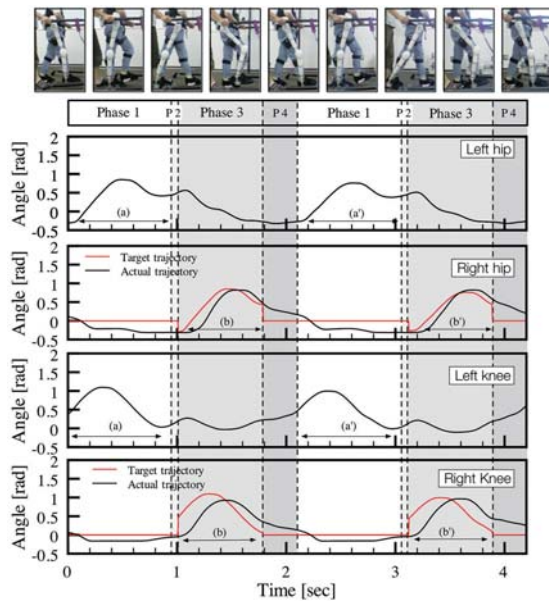 Phase 1 P 2 Phase 3 P 4 Phase 1 Phase 3 P 4
Angle [rad]
2
1.5
1
0.5
0
-0.5
Left hip
(a)
(a')
Angle [rad]
2
1.5
1
0.5
0
-0.5
Target trajectory
Actual trajectory
Right hip
(b)
(b')
Angle [rad]
2
1.5
1
0.5
0
-0.5
Left knee
(a)
(a')
Angle [rad]
2
1.5
1
0.5
0
-0.5
Target trajectory
Actual trajectory
Right Knee
(b)
(b')
0 1 2 3 4
Time [sec]